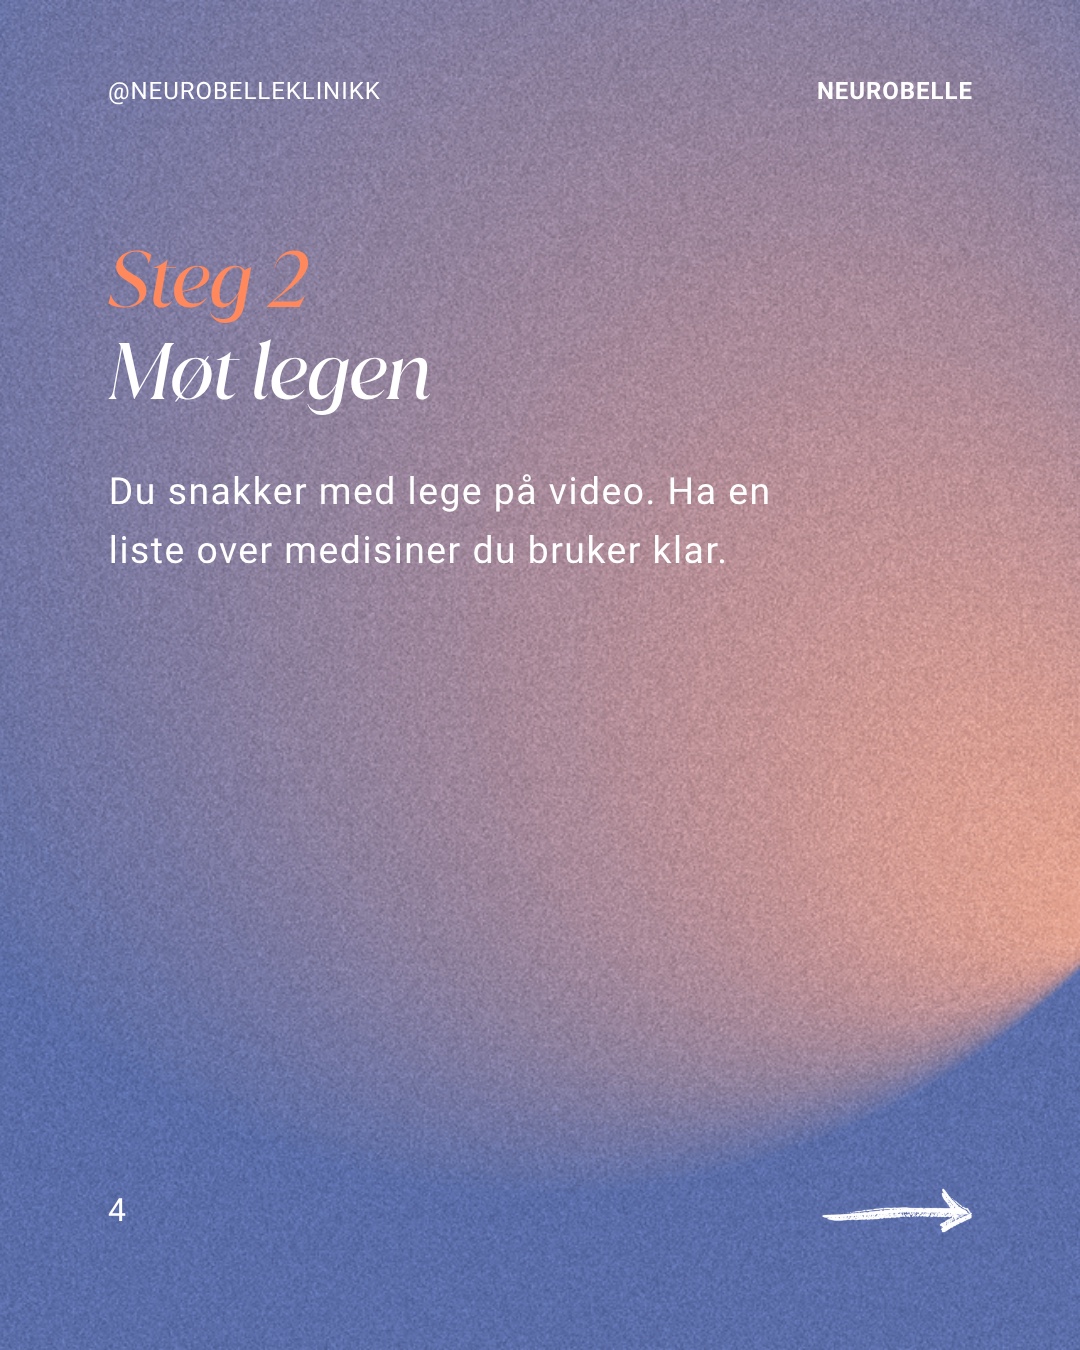 @NEUROBELLEKLINIKK
NEUROBELLE
Steg 2
Møt legen
Du snakker med lege på video. Ha en
liste over medisiner du bruker klar.
4